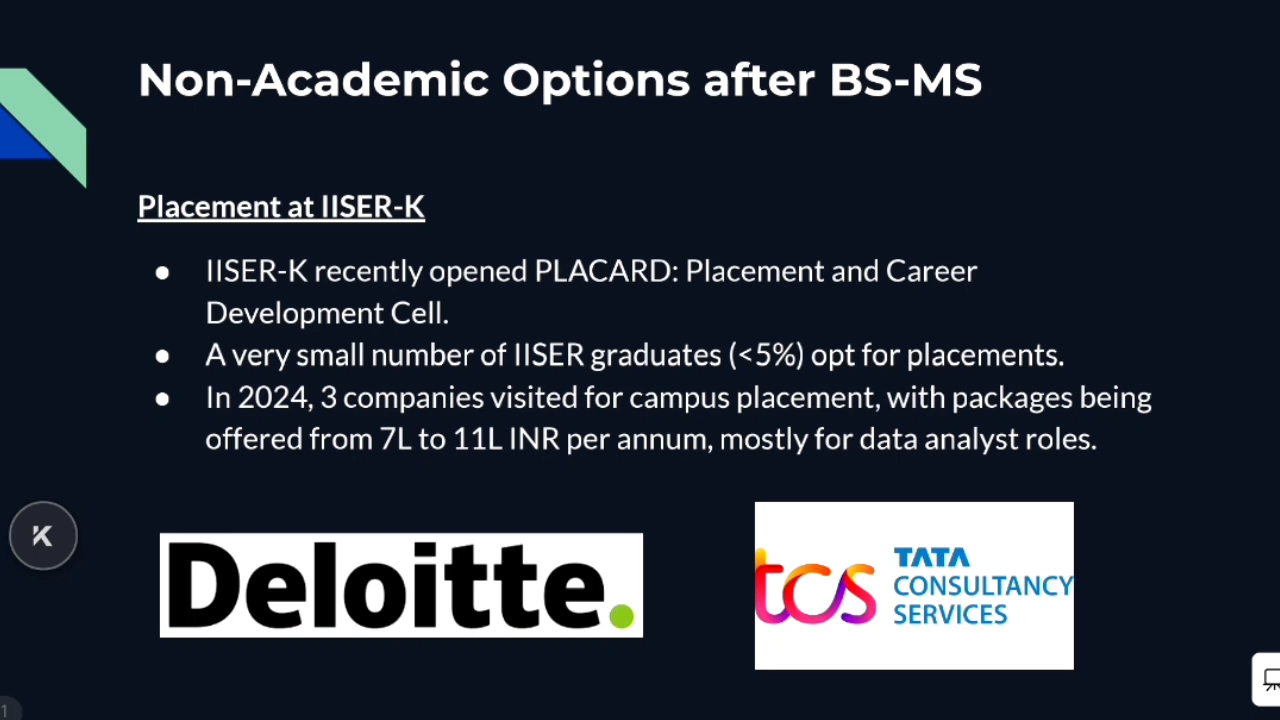 Non-Academic Options after BS-MS
Placement at IISER-K
● IISER-K recently opened PLACARD: Placement and Career
Development Cell.
● A very small number of IISER graduates (<5%) opt for placements.
● In 2024, 3 companies visited for campus placement, with packages being
offered from 7L to 11L INR per annum, mostly for data analyst roles.
K
Deloitte.
tcs
TATA
CONSULTANCY
SERVICES
1